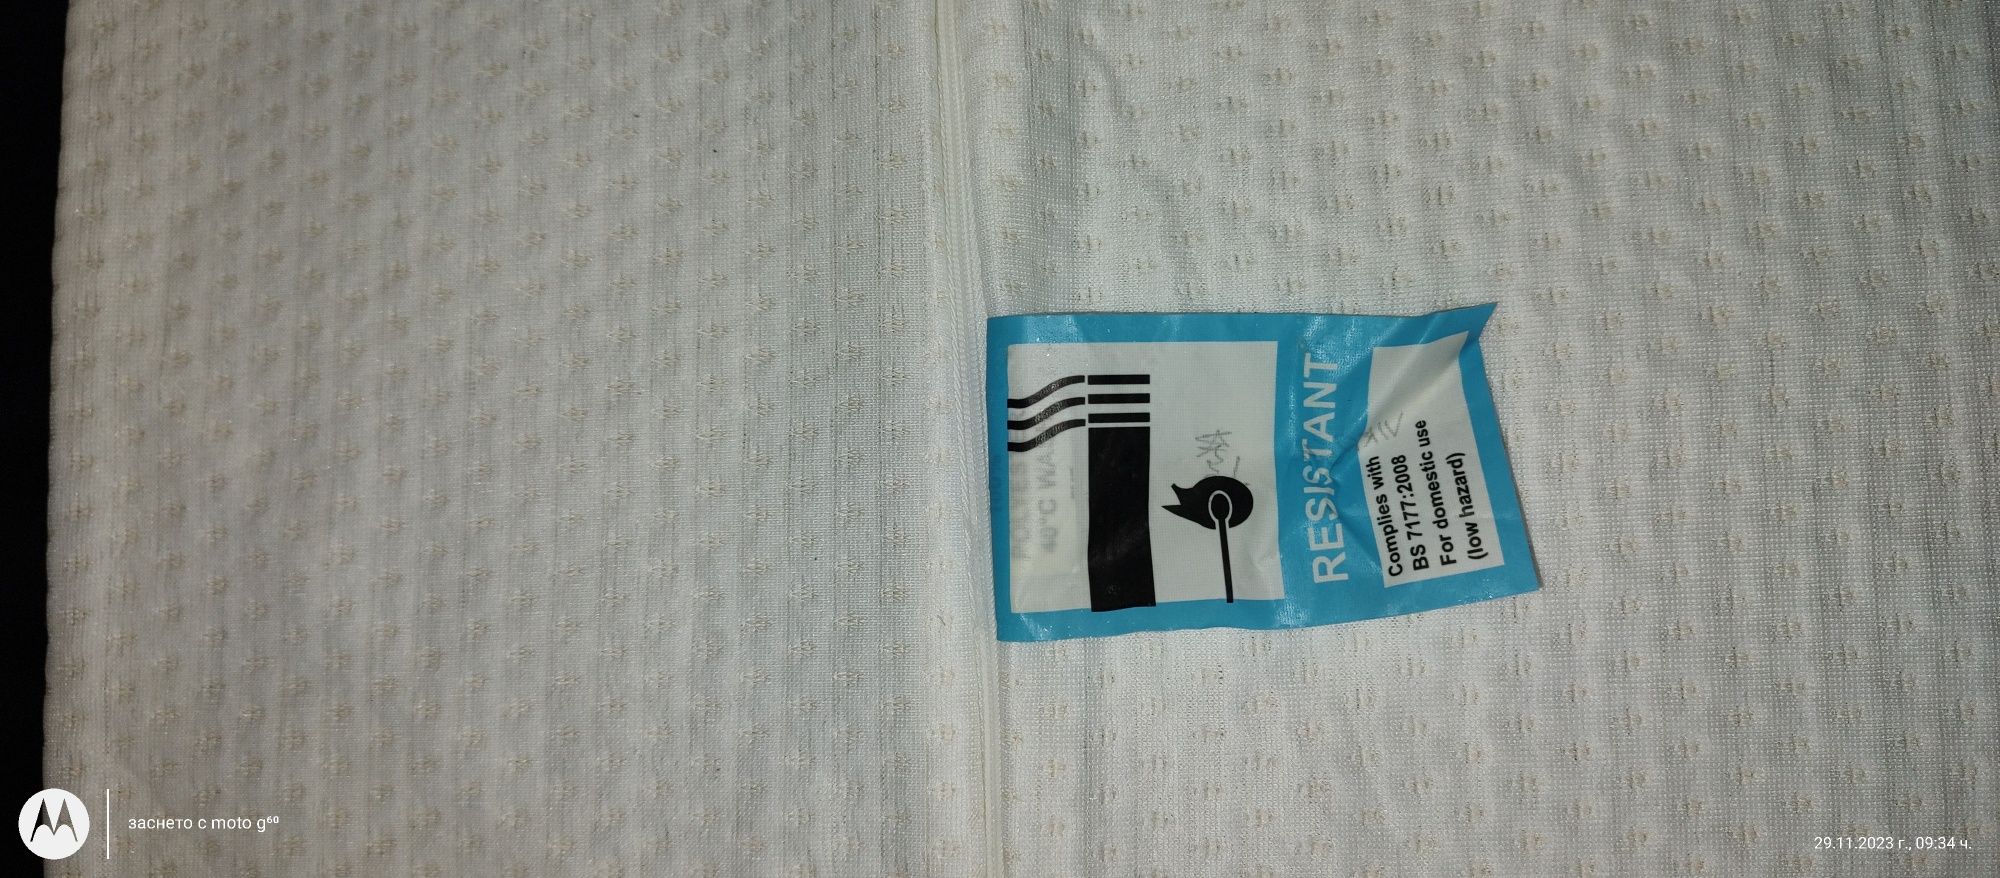 RESISTANT
Complies with
BS 7177:2008
For domestic use
(low hazard)
40°C
заснето с moto g⁶⁰
29.11.2023 г., 09:34 ч.